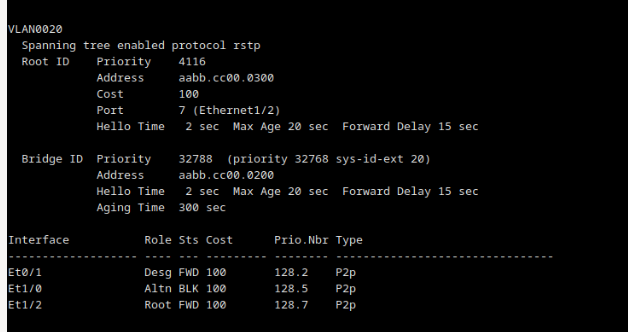 VLAN0020
  Spanning tree enabled protocol rstp
  Root ID    Priority    4116
             Address     aabb.cc00.0300
             Cost        100
             Port        7 (Ethernet1/2)
             Hello Time   2 sec  Max Age 20 sec  Forward Delay 15 sec

  Bridge ID  Priority    32788  (priority 32768 sys-id-ext 20)
             Address     aabb.cc00.0200
             Hello Time   2 sec  Max Age 20 sec  Forward Delay 15 sec
             Aging Time  300 sec

Interface           Role Sts Cost      Prio.Nbr Type
------------------- ---- --- --------- -------- --------------------------------
Et0/1               Desg FWD 100       128.2    P2p
Et1/0               Altn BLK 100       128.5    P2p
Et1/2               Root FWD 100       128.7    P2p